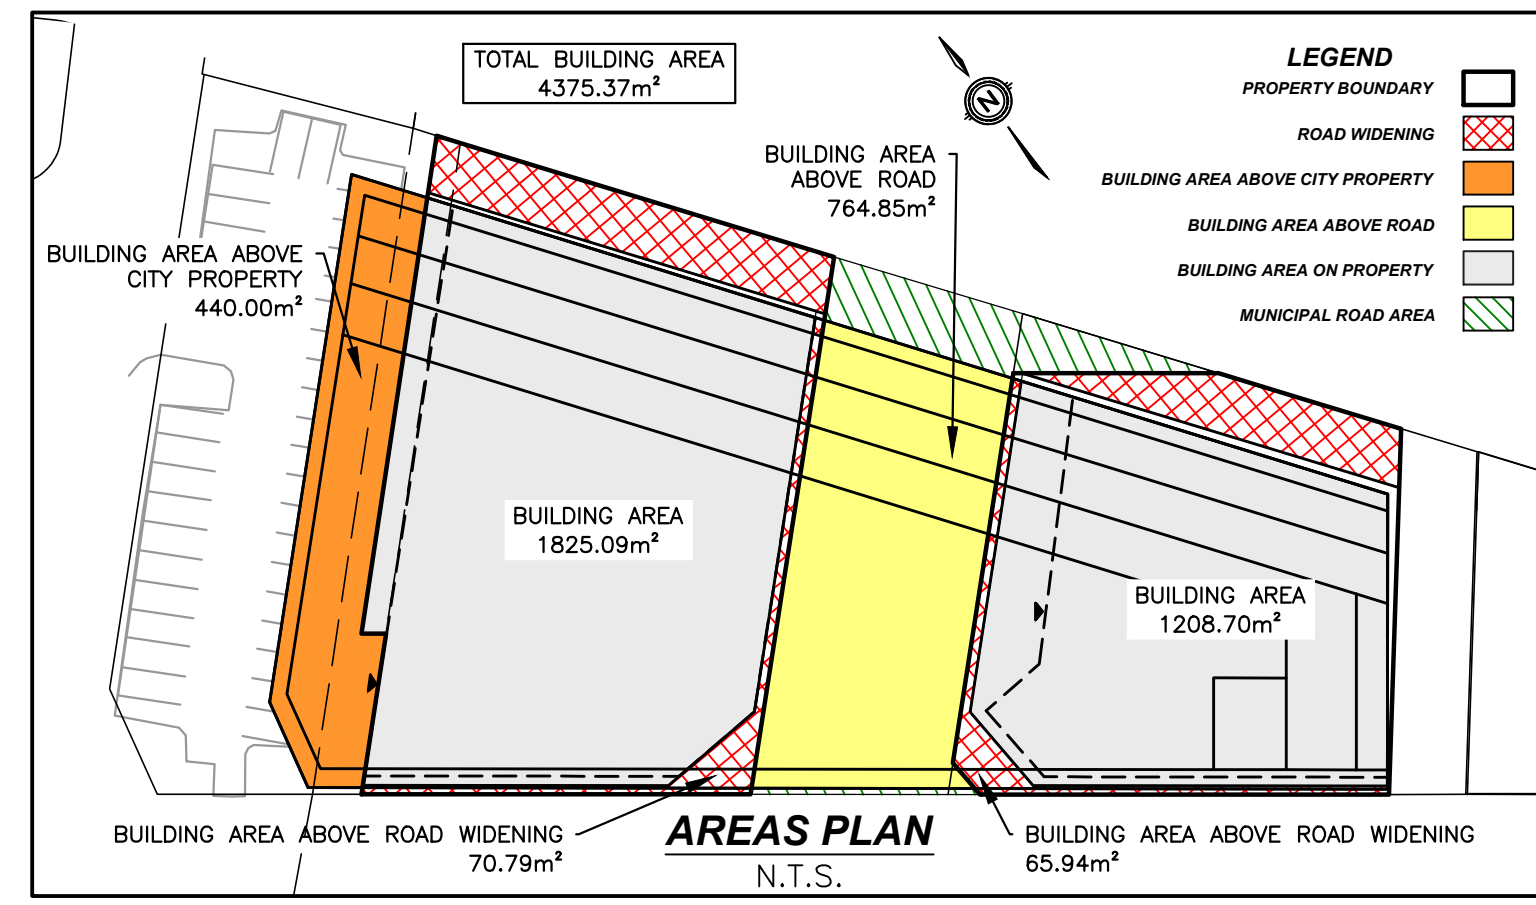 TOTAL BUILDING AREA
4375.37m²
N
LEGEND
PROPERTY BOUNDARY
ROAD WIDENING
BUILDING AREA ABOVE CITY PROPERTY
BUILDING AREA ABOVE ROAD
BUILDING AREA ON PROPERTY
MUNICIPAL ROAD AREA
BUILDING AREA
ABOVE ROAD
764.85m²
BUILDING AREA ABOVE
CITY PROPERTY
440.00m²
BUILDING AREA
1825.09m²
BUILDING AREA
1208.70m²
BUILDING AREA ABOVE ROAD WIDENING
70.79m²
AREAS PLAN
N.T.S.
BUILDING AREA ABOVE ROAD WIDENING
65.94m²